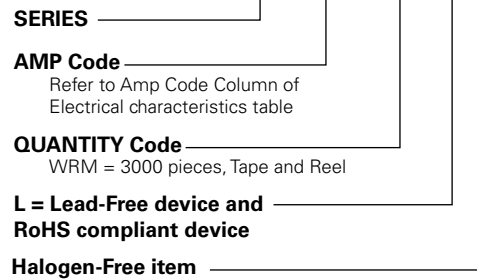 SERIES
AMP Code
Refer to Amp Code Column of
Electrical characteristics table
QUANTITY Code
WRM = 3000 pieces, Tape and Reel
L = Lead-Free device and
RoHS compliant device
Halogen-Free item